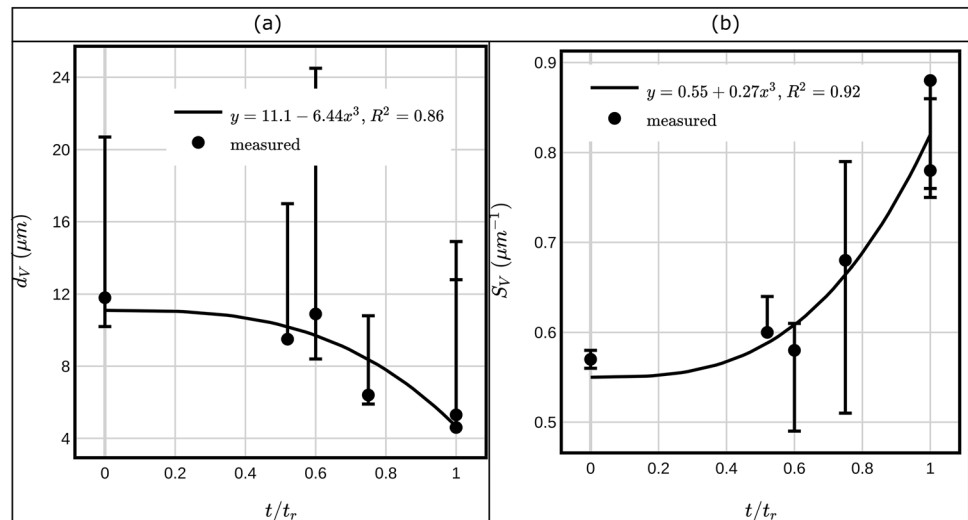 (a)
(b)
24
20
16
12
8
4
d_V (μm)
y = 11.1 − 6.44x³, R² = 0.86
measured
0
0.2
0.4
0.6
0.8
1
t/t_r
0.9
0.8
0.7
0.6
0.5
S_V (μm⁻¹)
y = 0.55 + 0.27x³, R² = 0.92
measured
0
0.2
0.4
0.6
0.8
1
t/t_r